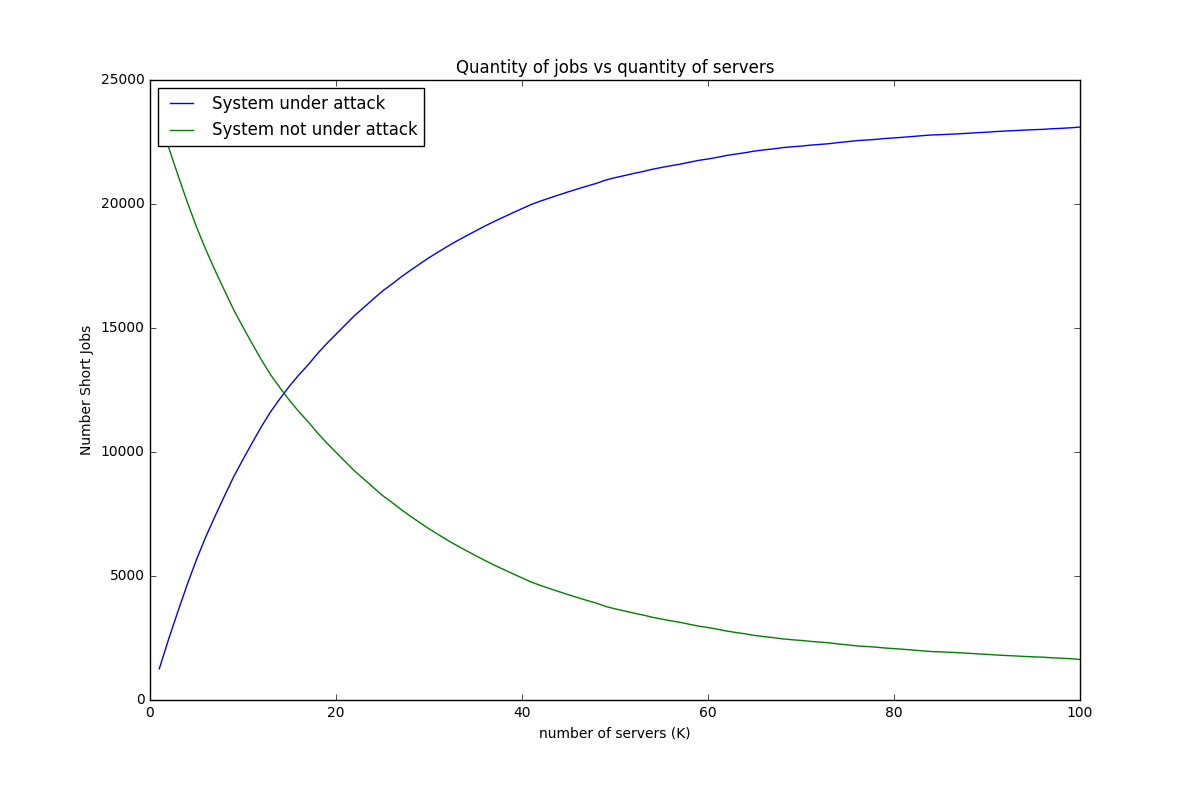 Quantity of jobs vs quantity of servers
25000
System under attack
System not under attack
20000
15000
Number Short Jobs
10000
5000
0
0 20 40 60 80 100
number of servers (K)